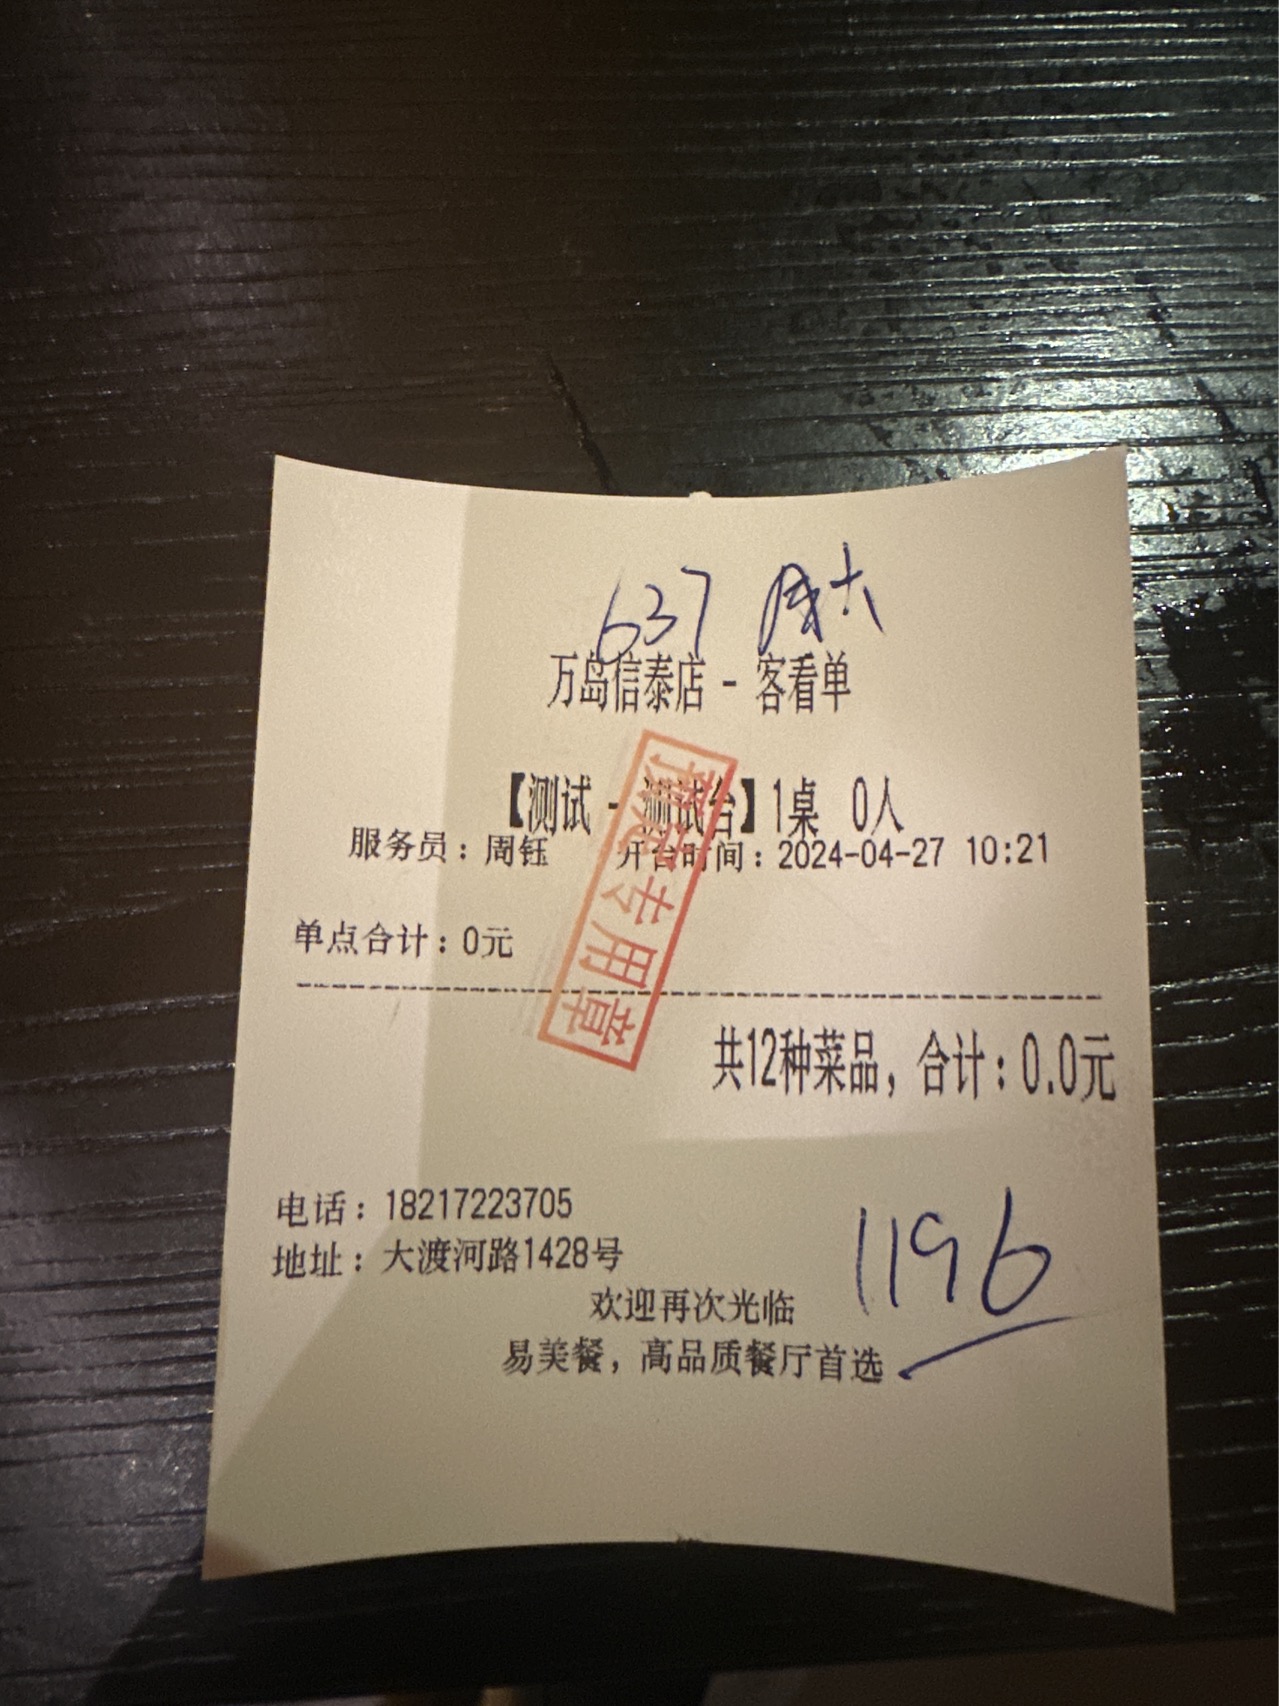 637
万岛信泰店 - 客看单
【测试 - 测试台】1桌 0人
服务员：周钰 开台时间：2024-04-27 10:21
单点合计：0元
专用章
共12种菜品，合计：0.0元
电话：18217223705
地址：大渡河路1428号
1196
欢迎再次光临
易美餐，高品质餐厅首选